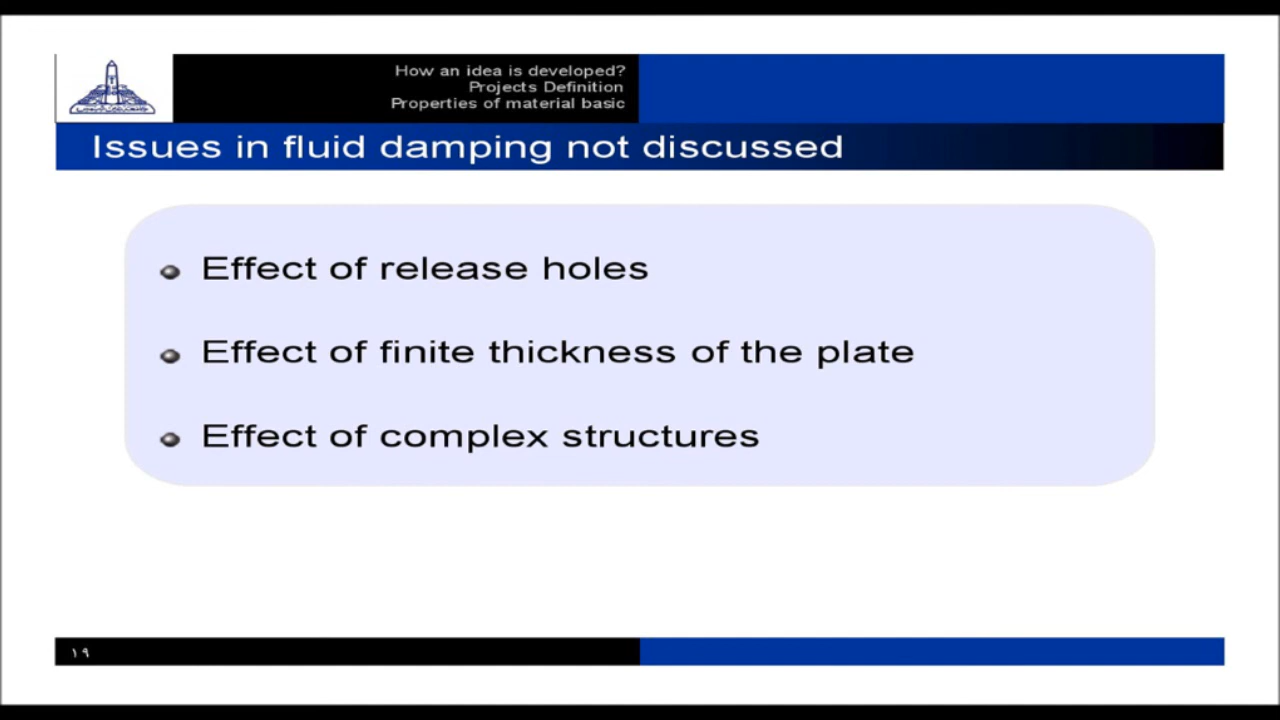 How an idea is developed?
Projects Definition
Properties of material basic
Issues in fluid damping not discussed
Effect of release holes
Effect of finite thickness of the plate
Effect of complex structures
۱۹